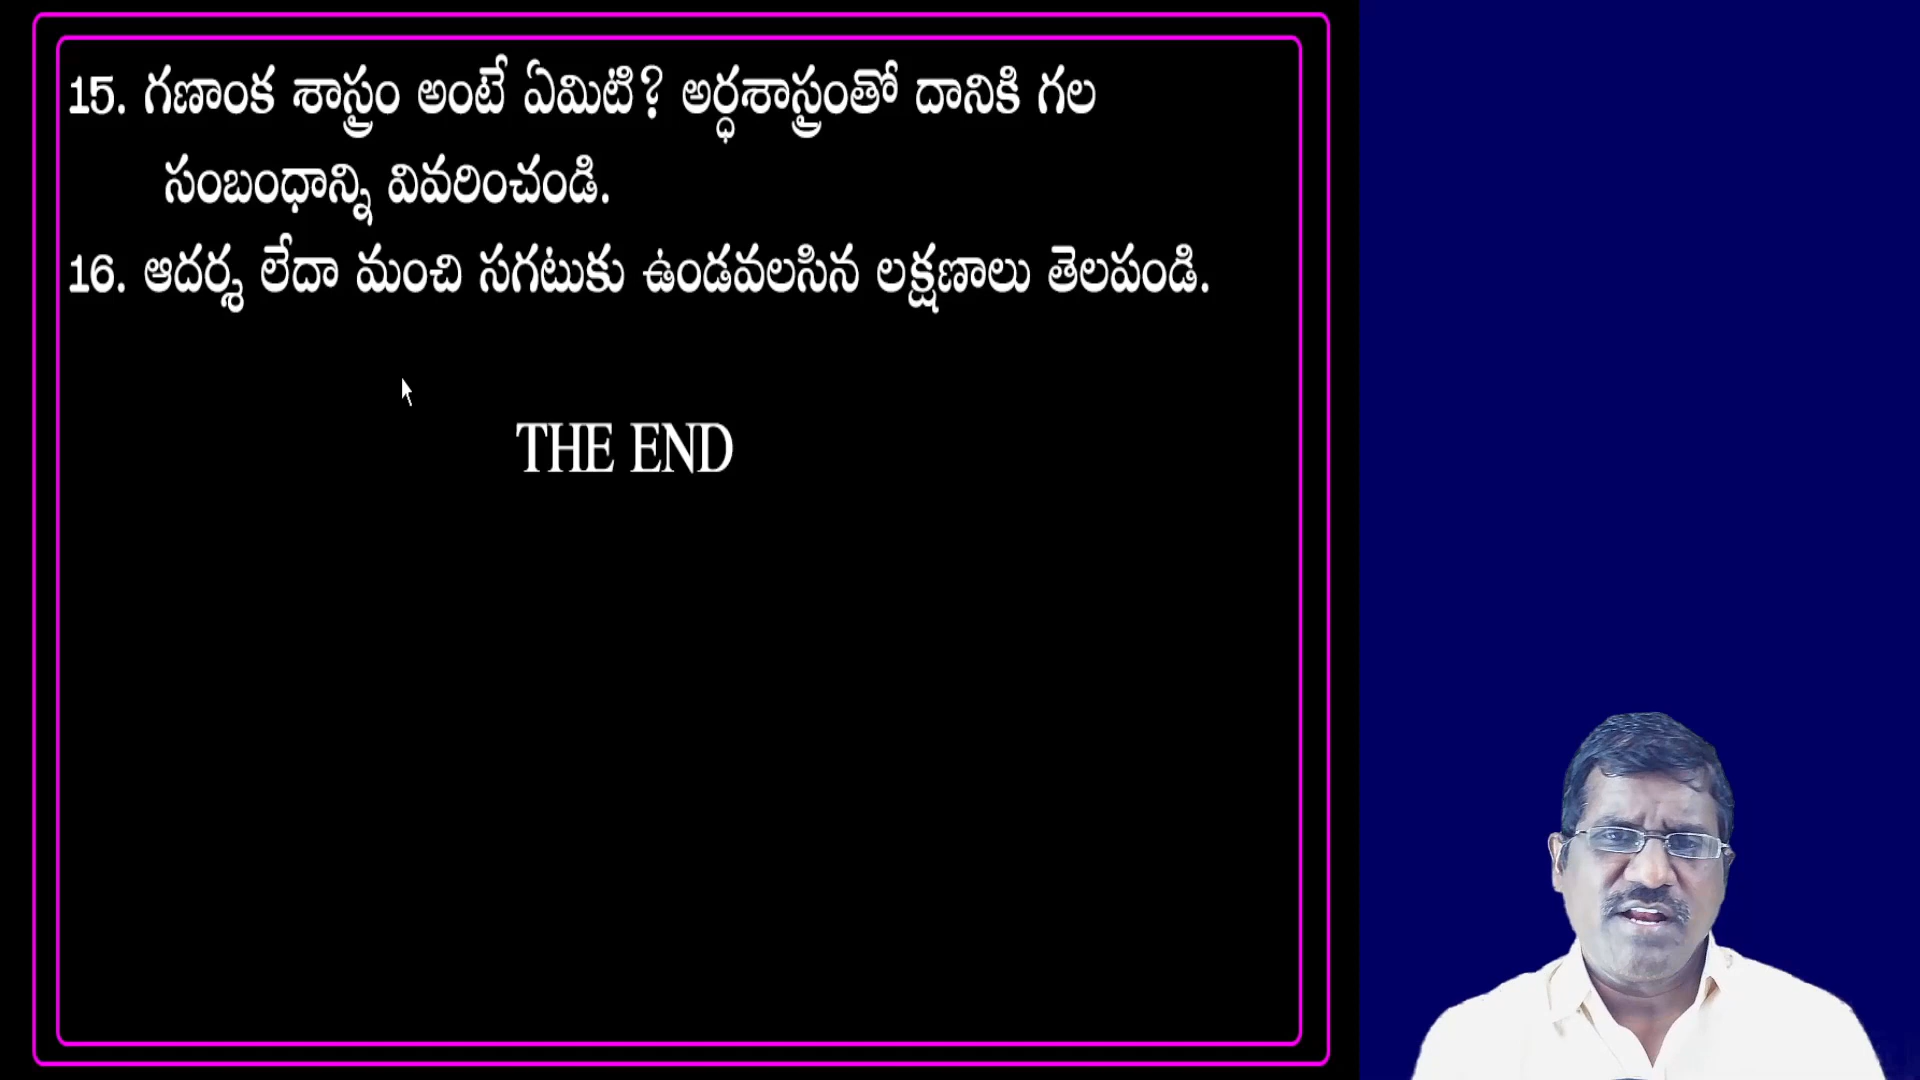 15. గణాంక శాస్త్రం అంటే ఏమిటి? అర్ధశాస్త్రంతో దానికి గల
సంబంధాన్ని వివరించండి.
16. ఆదర్శ లేదా మంచి సగటుకు ఉండవలసిన లక్షణాలు తెలపండి.
THE END